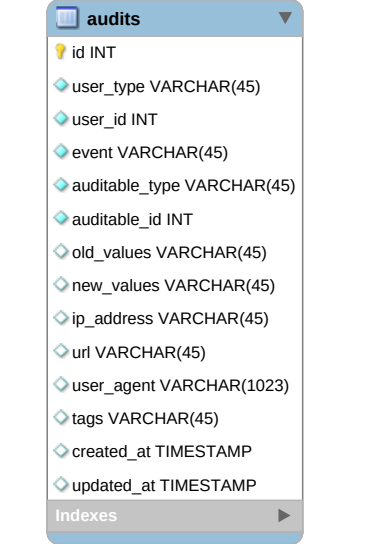 audits
id INT
user_type VARCHAR(45)
user_id INT
event VARCHAR(45)
auditable_type VARCHAR(45)
auditable_id INT
old_values VARCHAR(45)
new_values VARCHAR(45)
ip_address VARCHAR(45)
url VARCHAR(45)
user_agent VARCHAR(1023)
tags VARCHAR(45)
created_at TIMESTAMP
updated_at TIMESTAMP
Indexes